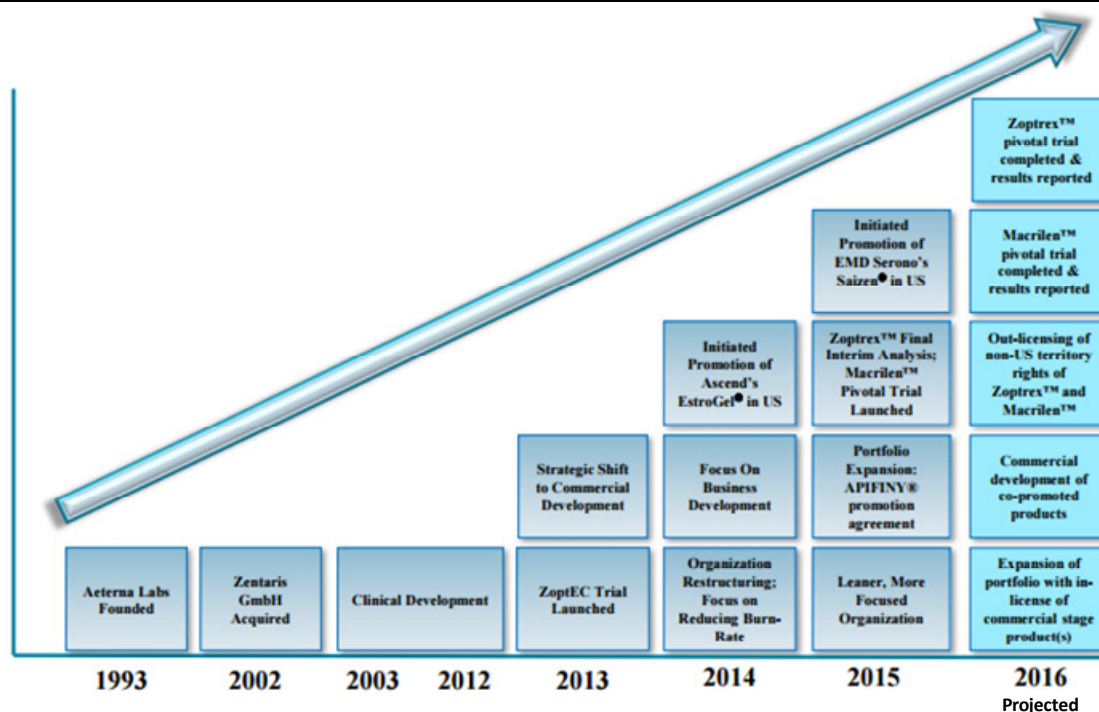 Zoptrex™
pivotal trial
completed &
results reported
Initiated
Promotion of
EMD Serono's
Saizen● in US
Macrilen™
pivotal trial
completed &
results reported
Initiated
Promotion of
Ascend's
EstroGel● in US
Zoptrex™ Final
Interim Analysis;
Macrilen™
Pivotal Trial
Launched
Out-licensing of
non-US territory
rights of
Zoptrex™ and
Macrilen™
Strategic Shift
to Commercial
Development
Focus On
Business
Development
Portfolio
Expansion:
APIFINY®
promotion
agreement
Commercial
development of
co-promoted
products
Aeterna Labs
Founded
Zentaris
GmbH
Acquired
Clinical Development
ZoptEC Trial
Launched
Organization
Restructuring;
Focus on
Reducing Burn-
Rate
Leaner, More
Focused
Organization
Expansion of
portfolio with in-
license of
commercial stage
product(s)
1993 2002 2003 2012 2013 2014 2015 2016
Projected